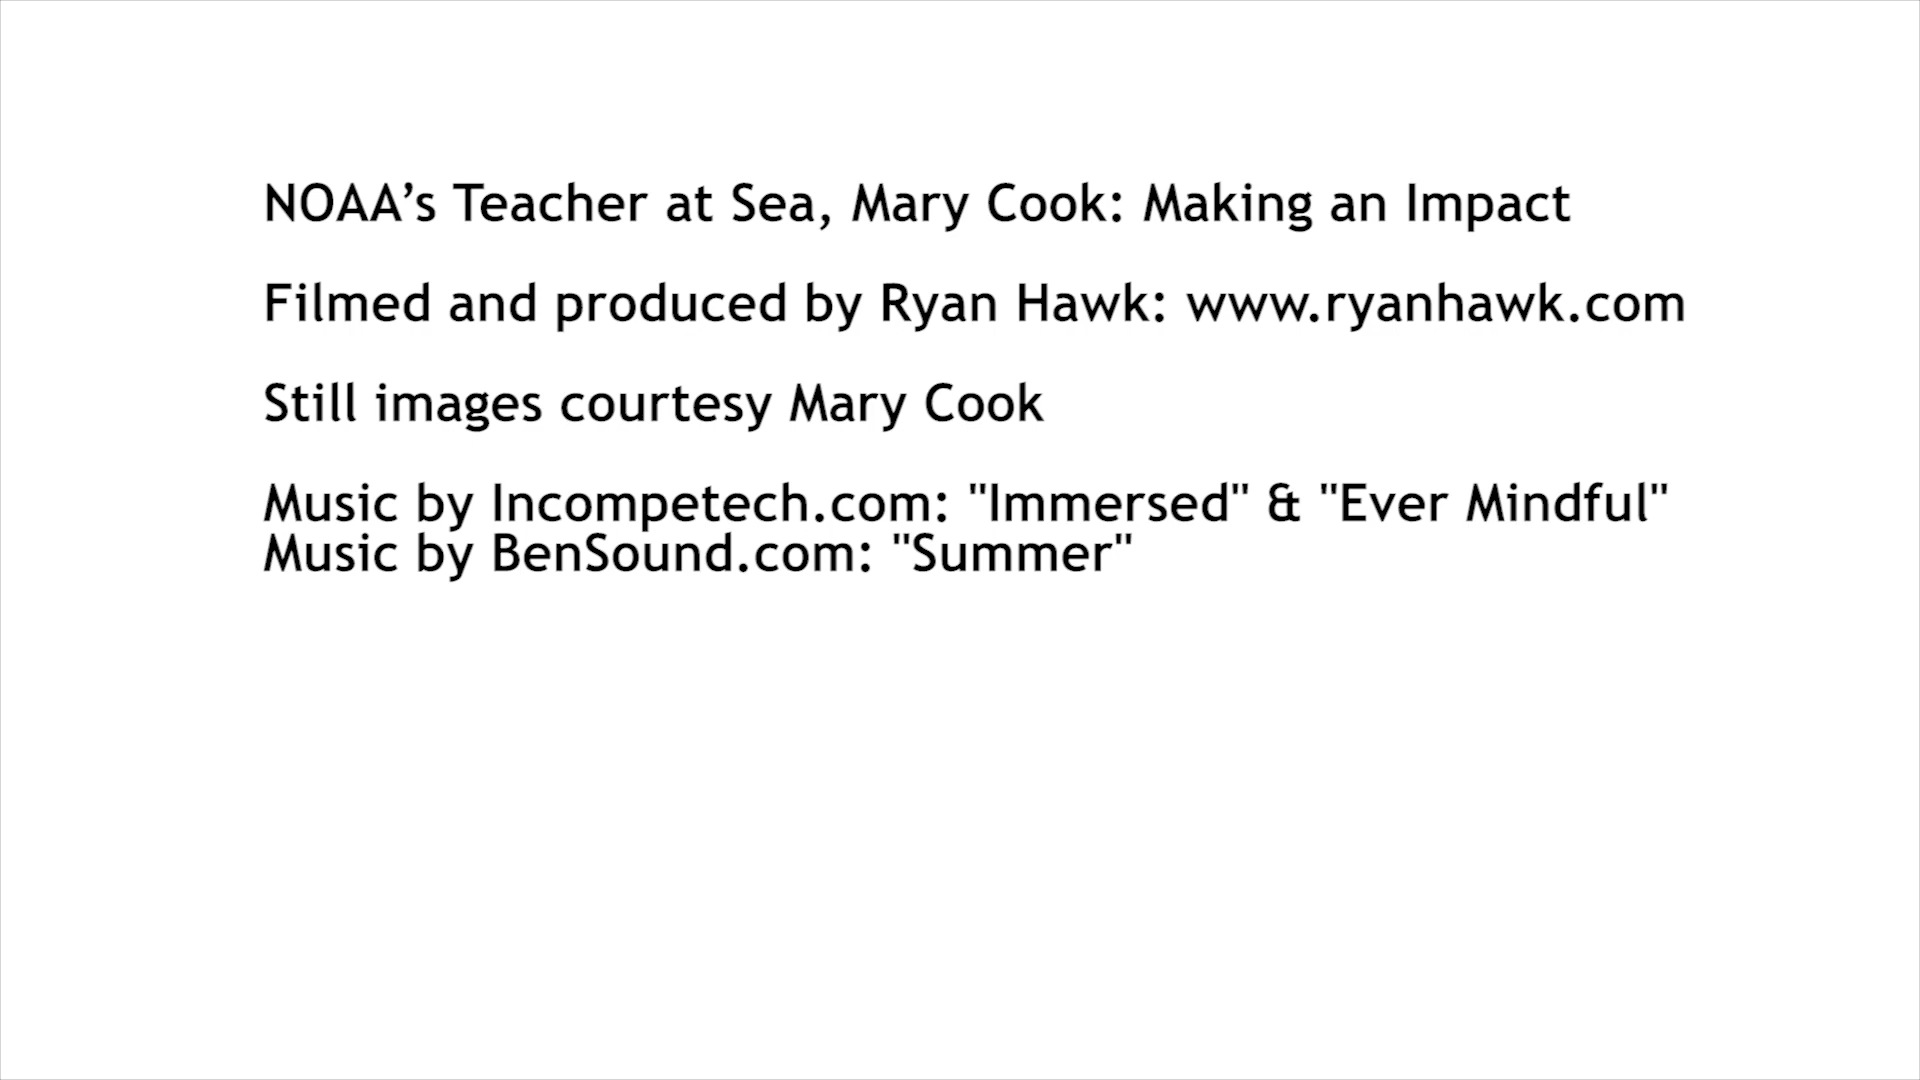 NOAA’s Teacher at Sea, Mary Cook: Making an Impact
Filmed and produced by Ryan Hawk: www.ryanhawk.com
Still images courtesy Mary Cook
Music by Incompetech.com: "Immersed" & "Ever Mindful"
Music by BenSound.com: "Summer"